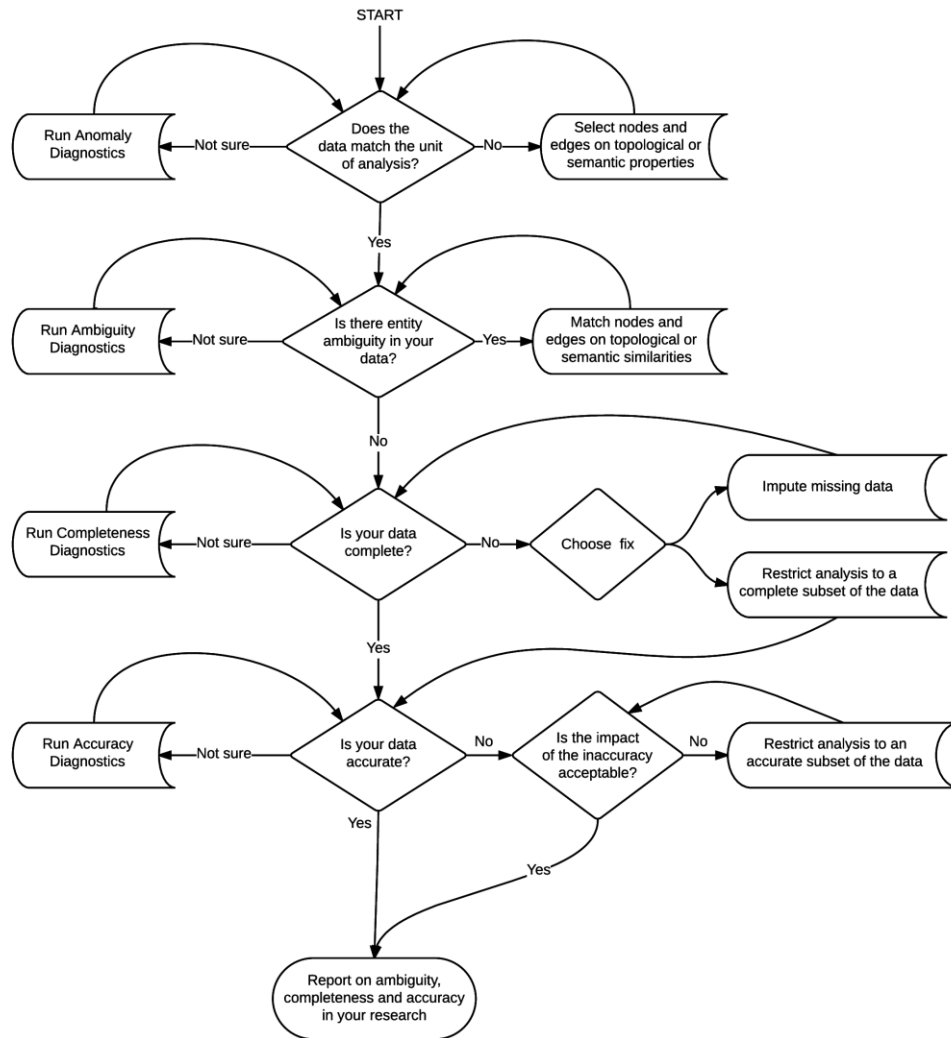 START
Run Anomaly
Diagnostics
Not sure
Does the
data match the unit
of analysis?
No
Select nodes and
edges on topological or
semantic properties
Yes
Run Ambiguity
Diagnostics
Not sure
Is there entity
ambiguity in your
data?
Yes
Match nodes and
edges on topological or
semantic similarities
No
Run Completeness
Diagnostics
Not sure
Is your data
complete?
No
Choose fix
Impute missing data
Restrict analysis to a
complete subset of the data
Yes
Run Accuracy
Diagnostics
Not sure
Is your data
accurate?
No
Is the impact
of the inaccuracy
acceptable?
No
Restrict analysis to an
accurate subset of the data
Yes
Yes
Report on ambiguity,
completeness and accuracy
in your research